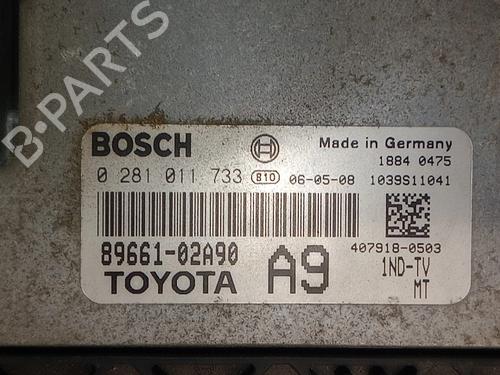 B-PARTS
BOSCH
Made in Germany
1884 0475
0 281 011 733 810 06-05-08 1039S11041
89661-02A90
407918-0503
TOYOTA
A9
1ND-TV
MT